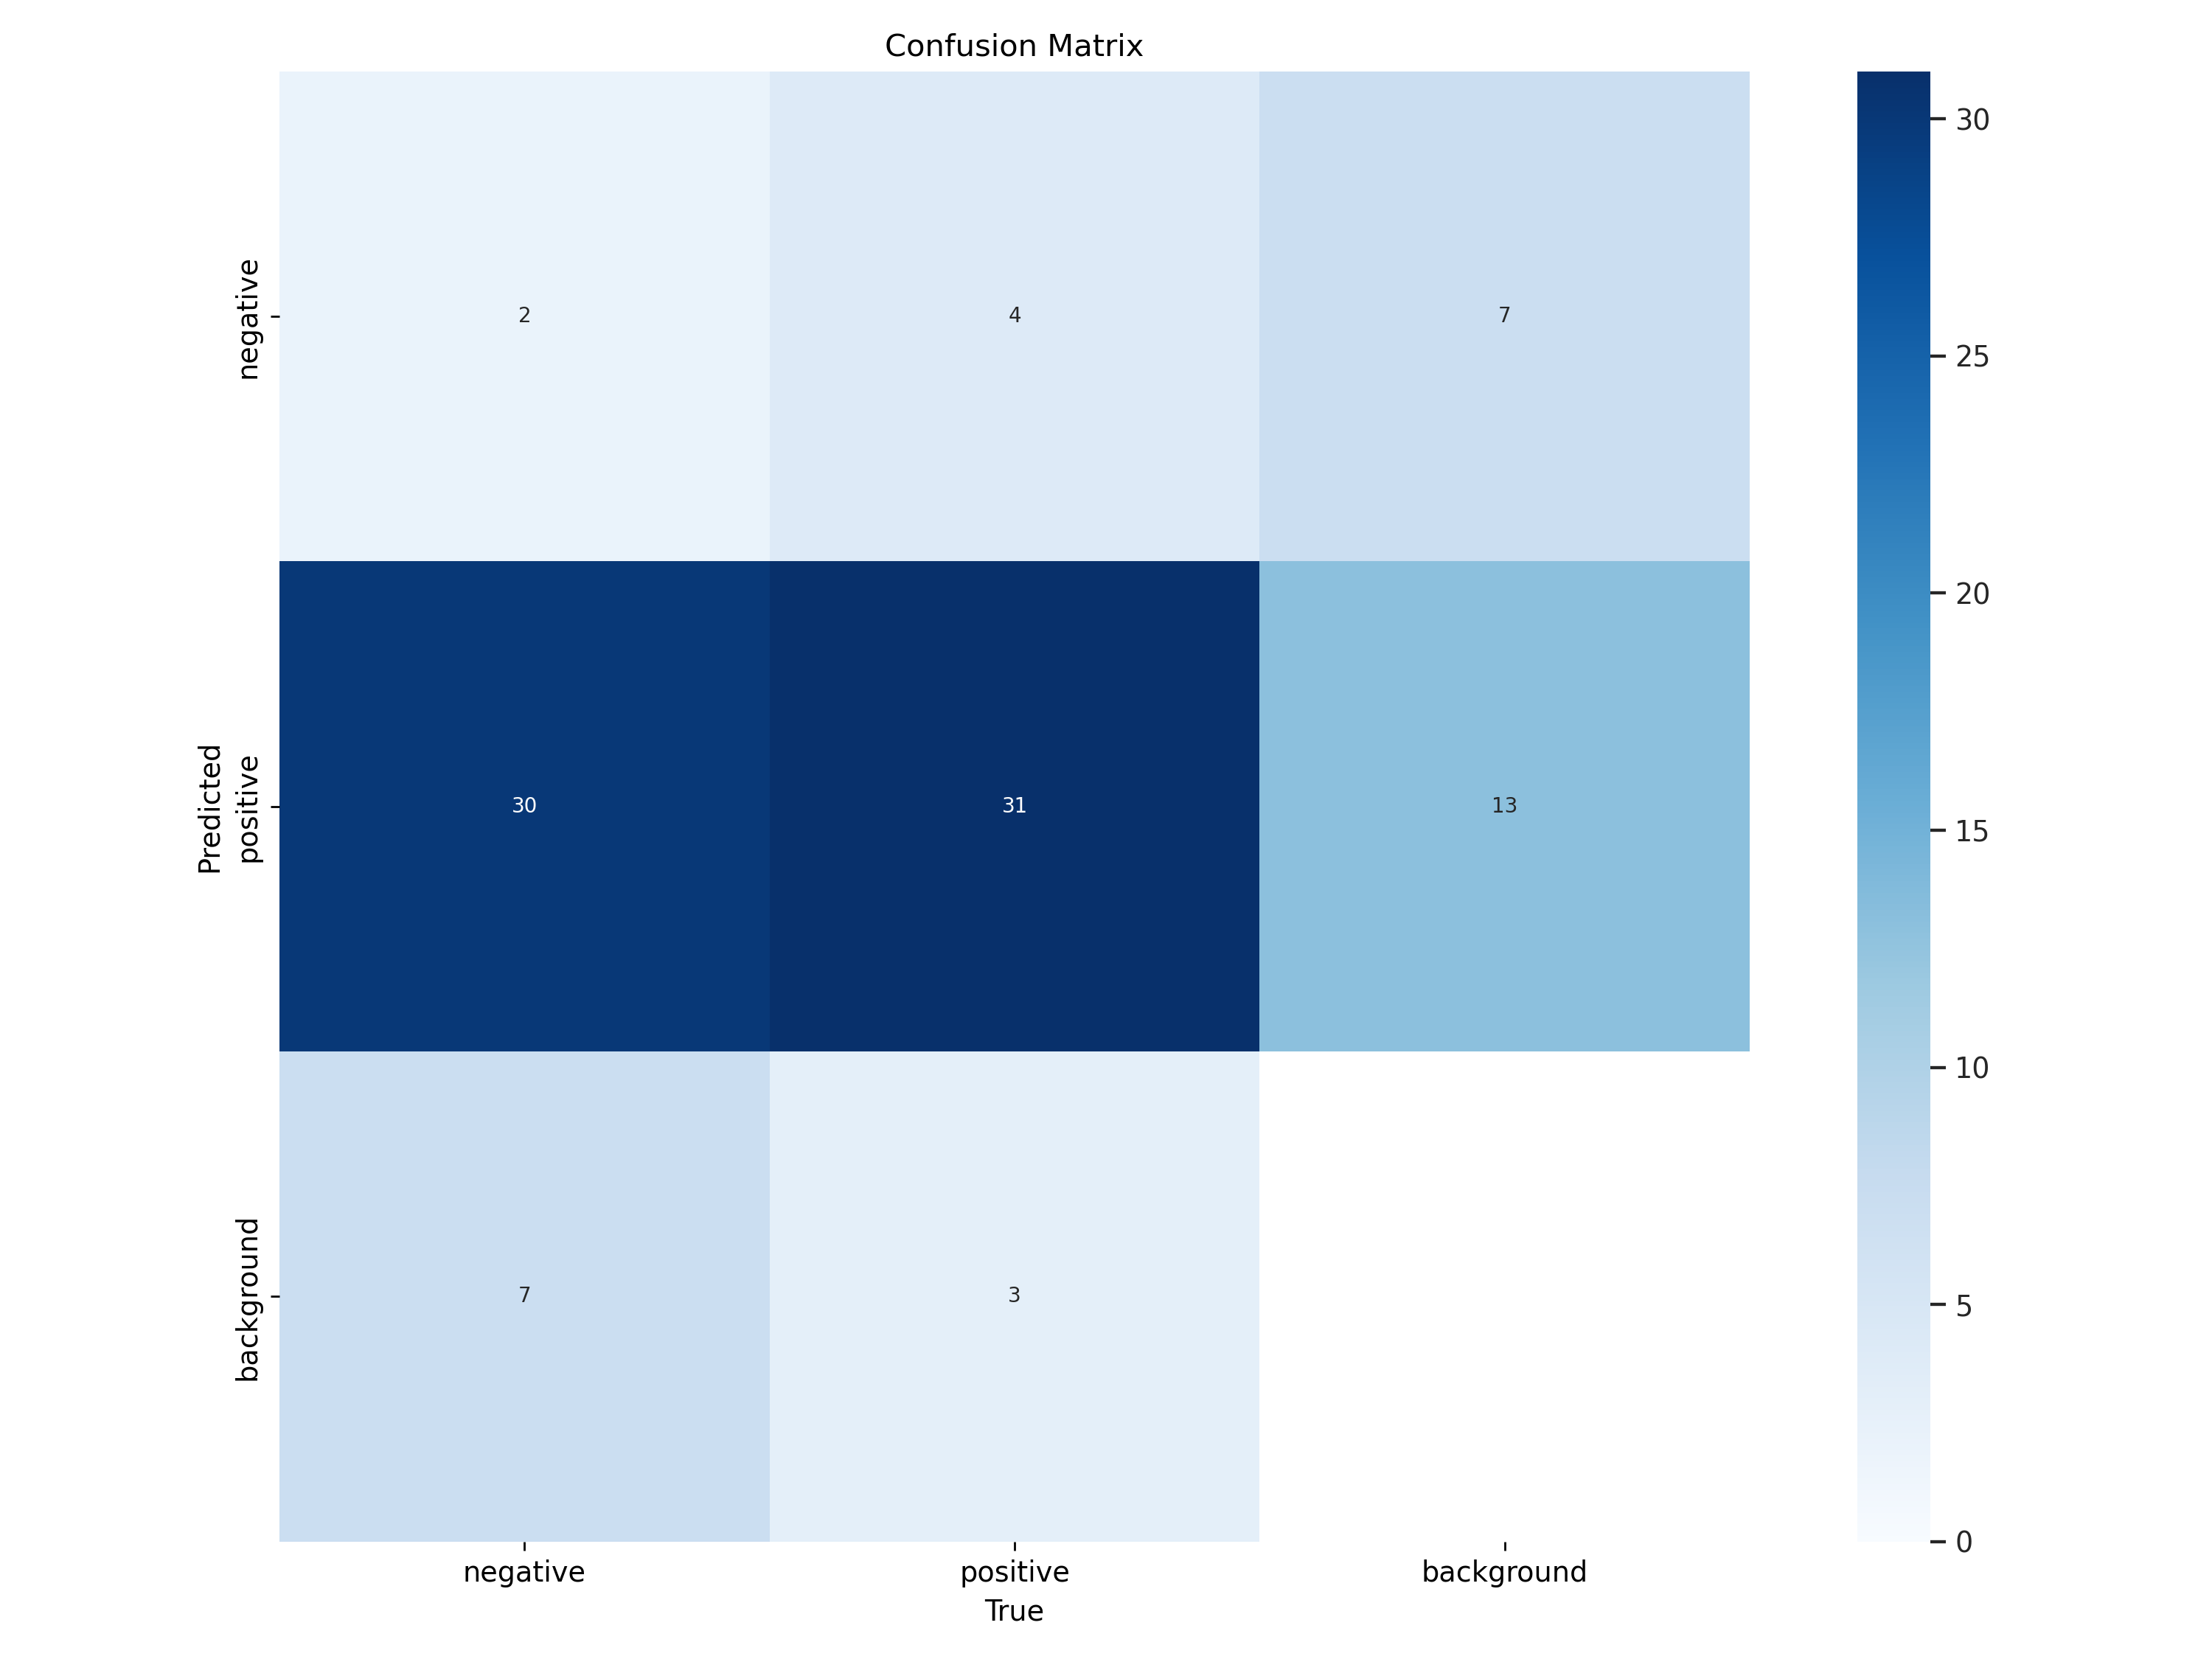 Confusion Matrix
negative
2 4 7
30
25
20
Predicted
positive
30 31 13
15
10
background
7 3
5
0
negative positive background
True